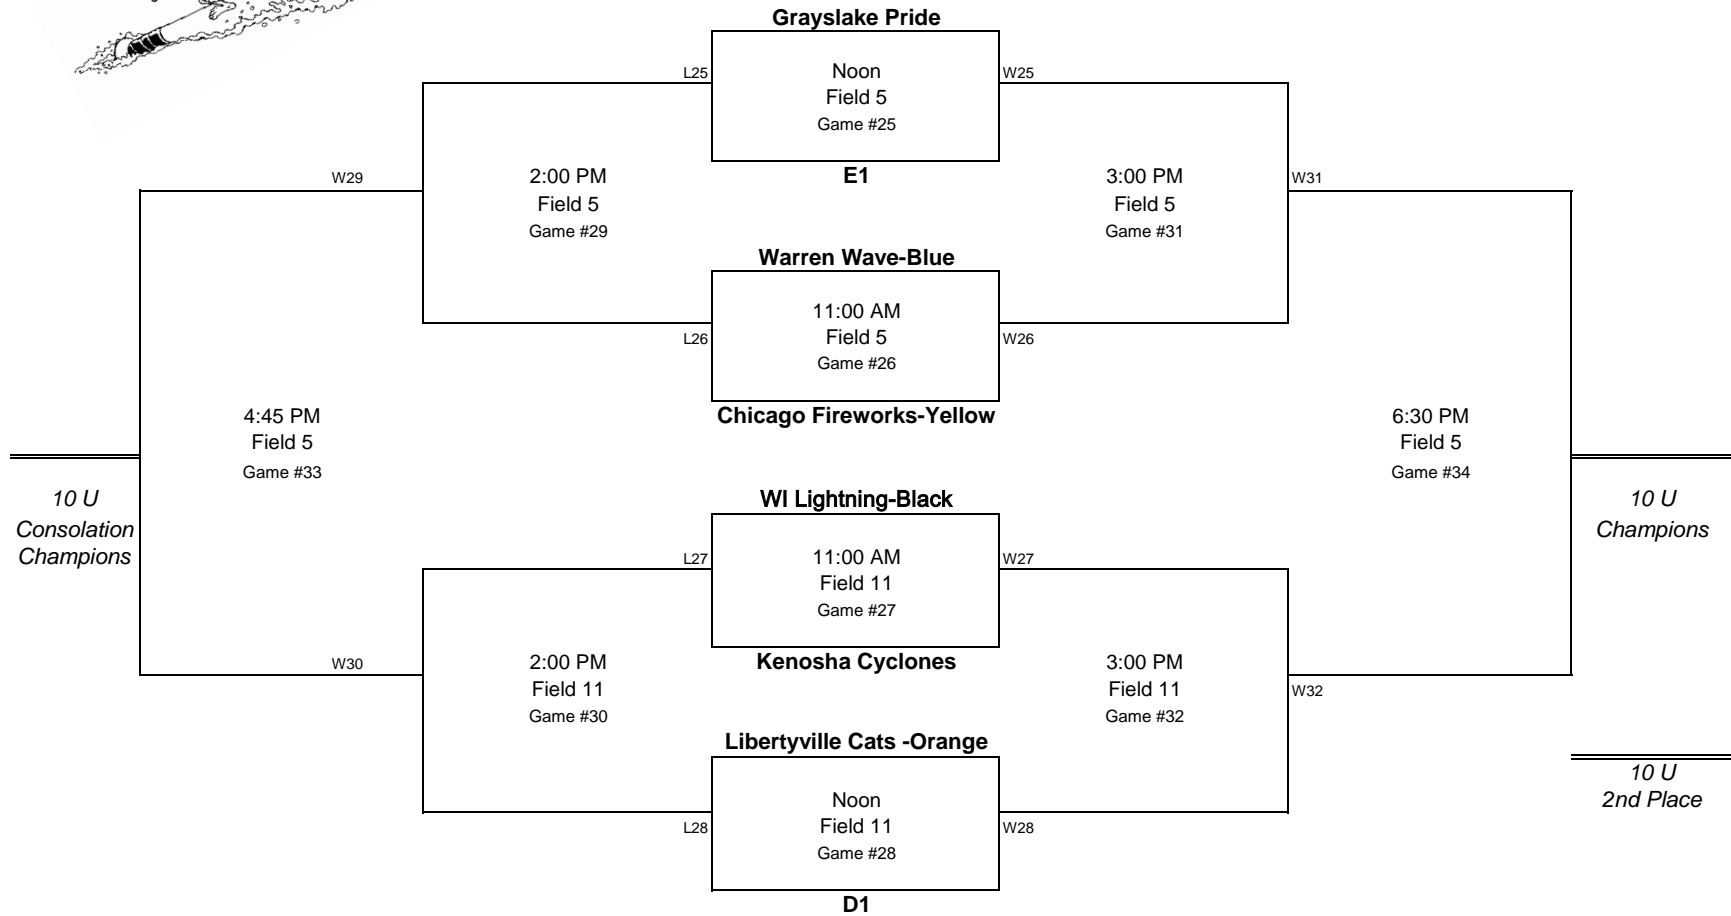 Grayslake Pride
L25
Noon
W25
Field 5
Game #25
W29
2:00 PM
E1
3:00 PM
W31
Field 5
Field 5
Game #29
Game #31
Warren Wave-Blue
11:00 AM
L26
Field 5
W26
Game #26
4:45 PM
Chicago Fireworks-Yellow
6:30 PM
Field 5
Field 5
Game #33
Game #34
10 U
WI Lightning-Black
10 U
Consolation
Champions
Champions
L27
11:00 AM
W27
Field 11
Game #27
W30
2:00 PM
Kenosha Cyclones
3:00 PM
Field 11
Field 11
W32
Game #30
Game #32
Libertyville Cats -Orange
10 U
2nd Place
Noon
L28
Field 11
W28
Game #28
D1